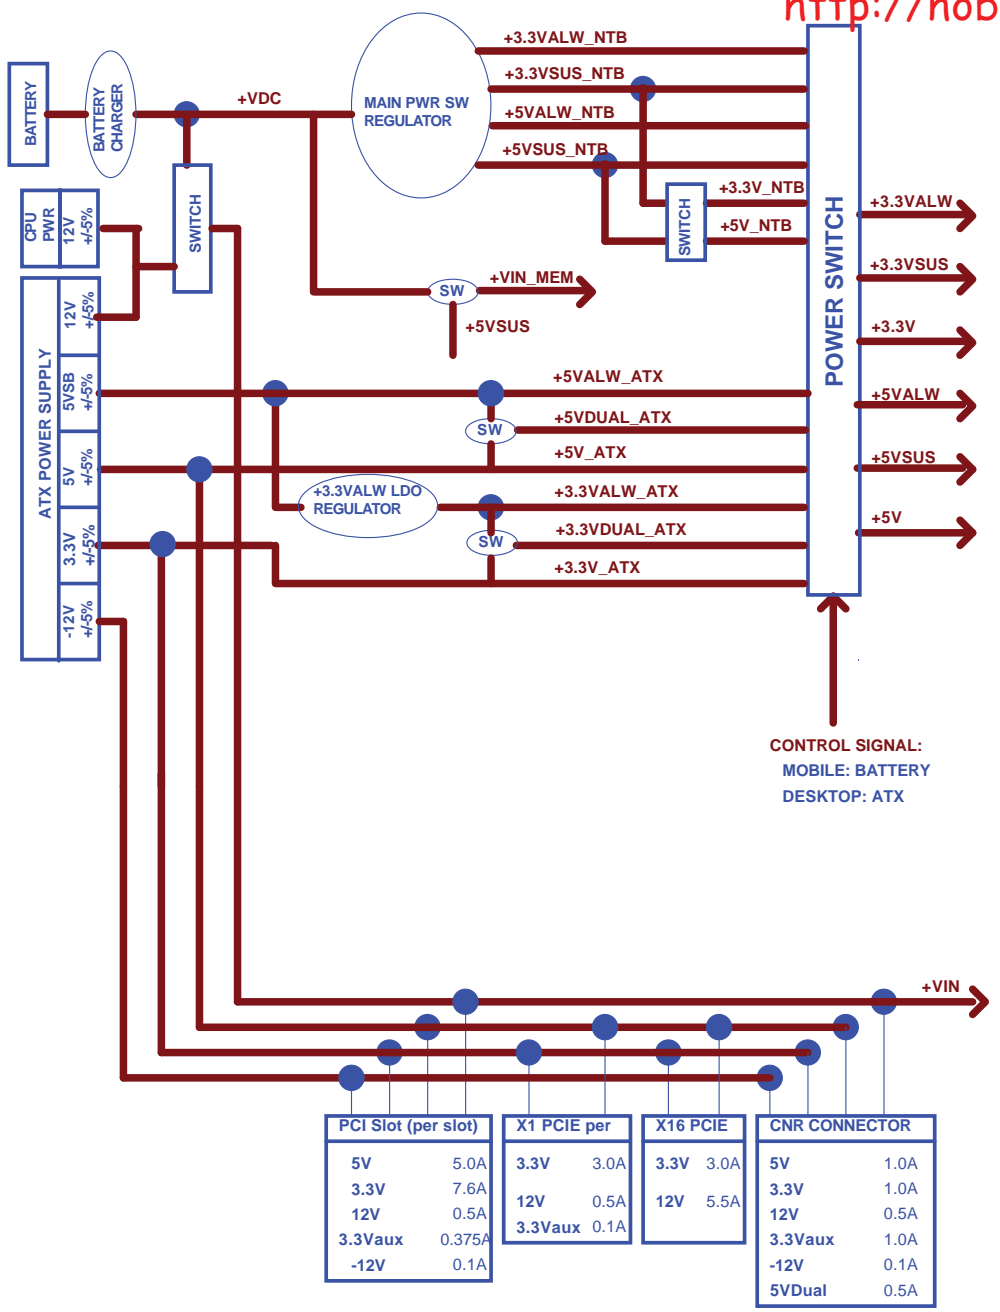 http://hob
+3.3VALW_NTB
+3.3VSUS_NTB
+VDC
MAIN PWR SW
REGULATOR
+5VALW_NTB
+5VSUS_NTB
BATTERY
BATTERY
CHARGER
SWITCH
+3.3V_NTB
+5V_NTB
SWITCH
POWER SWITCH
+3.3VALW
+3.3VSUS
+3.3V
+5VALW
+5VSUS
+5V
CPU
PWR
12V
+/-5%
SW
+VIN_MEM
+5VSUS
ATX POWER SUPPLY
12V
+/-5%
5VSB
+/-5%
5V
+/-5%
3.3V
+/-5%
-12V
+/-5%
+5VALW_ATX
SW
+5VDUAL_ATX
+5V_ATX
+3.3VALW LDO
REGULATOR
+3.3VALW_ATX
SW
+3.3VDUAL_ATX
+3.3V_ATX
CONTROL SIGNAL:
MOBILE: BATTERY
DESKTOP: ATX
+VIN
PCI Slot (per slot)
5V 5.0A
3.3V 7.6A
12V 0.5A
3.3Vaux 0.375A
-12V 0.1A
X1 PCIE per
3.3V 3.0A
12V 0.5A
3.3Vaux 0.1A
X16 PCIE
3.3V 3.0A
12V 5.5A
CNR CONNECTOR
5V 1.0A
3.3V 1.0A
12V 0.5A
3.3Vaux 1.0A
-12V 0.1A
5VDual 0.5A